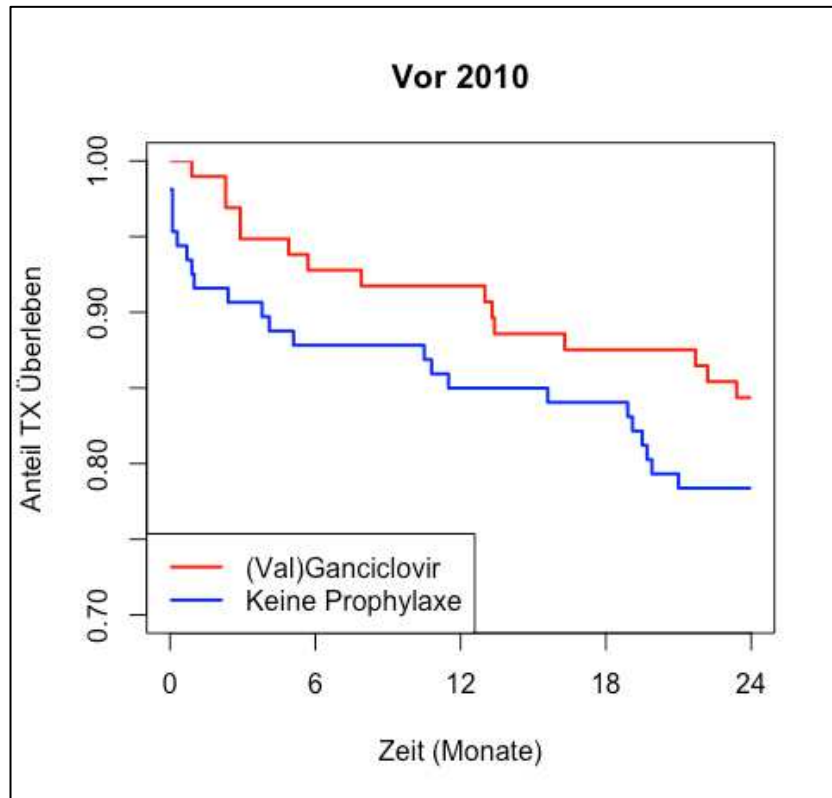 Vor 2010
Anteil TX Überleben
1.00
0.90
0.80
0.70
(Val)Ganciclovir
Keine Prophylaxe
0 6 12 18 24
Zeit (Monate)